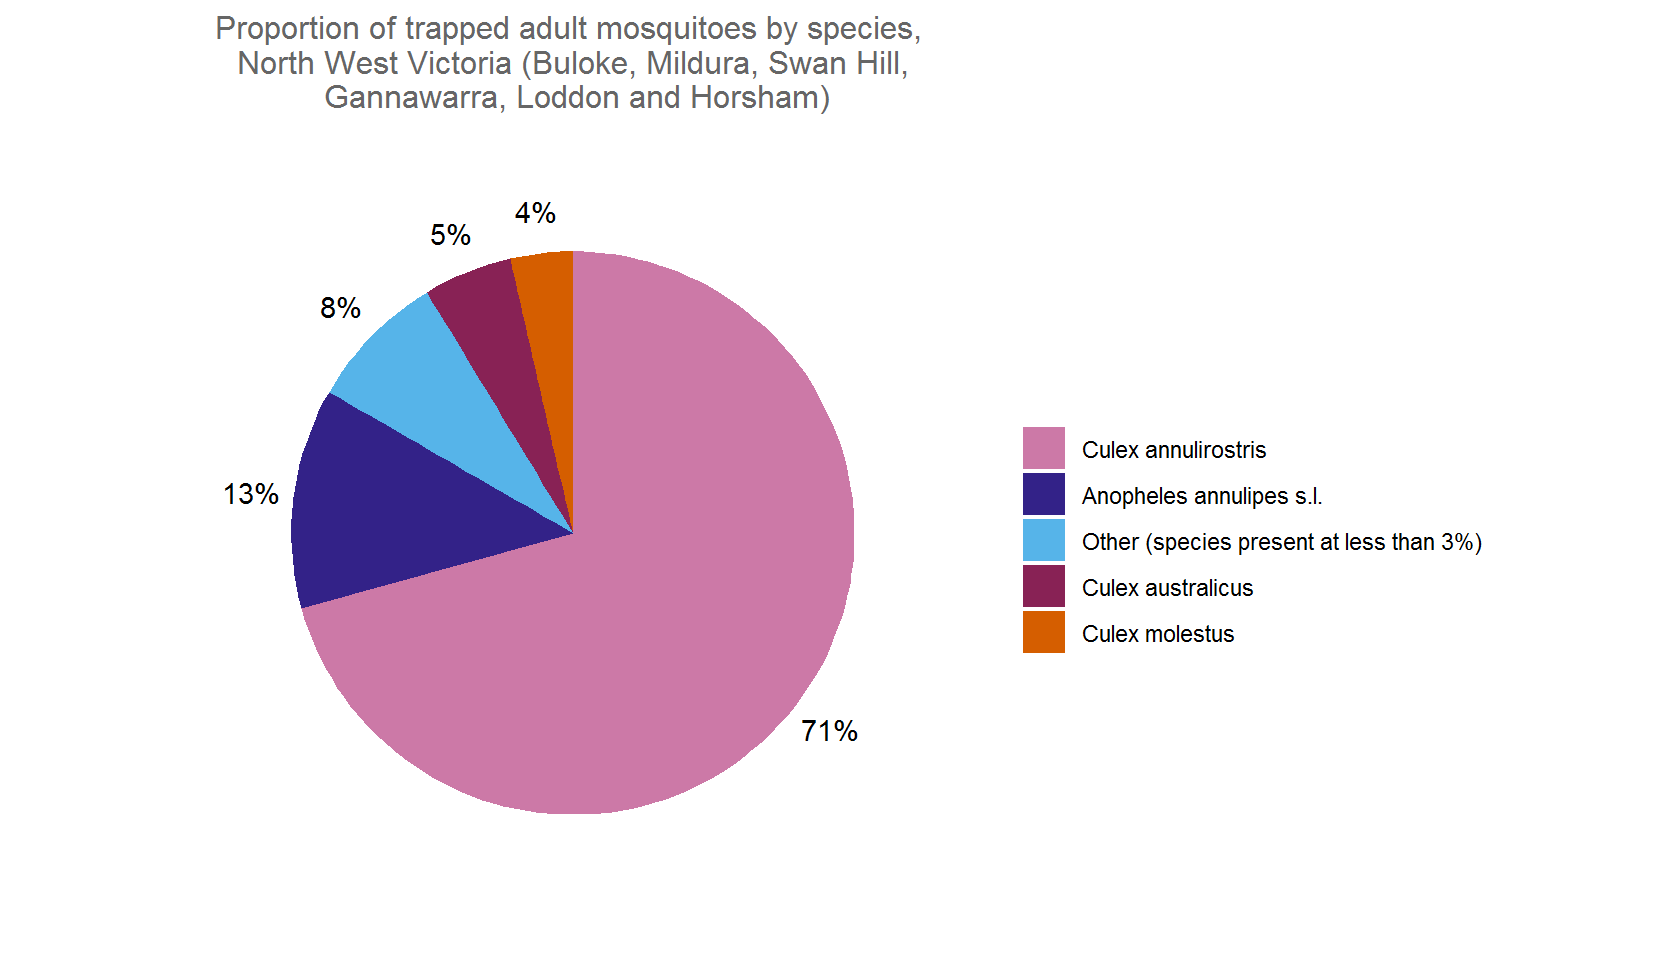 Proportion of trapped adult mosquitoes by species,
North West Victoria (Buloke, Mildura, Swan Hill,
Gannawarra, Loddon and Horsham)
4%
5%
8%
13%
71%
Culex annulirostris
Anopheles annulipes s.l.
Other (species present at less than 3%)
Culex australicus
Culex molestus